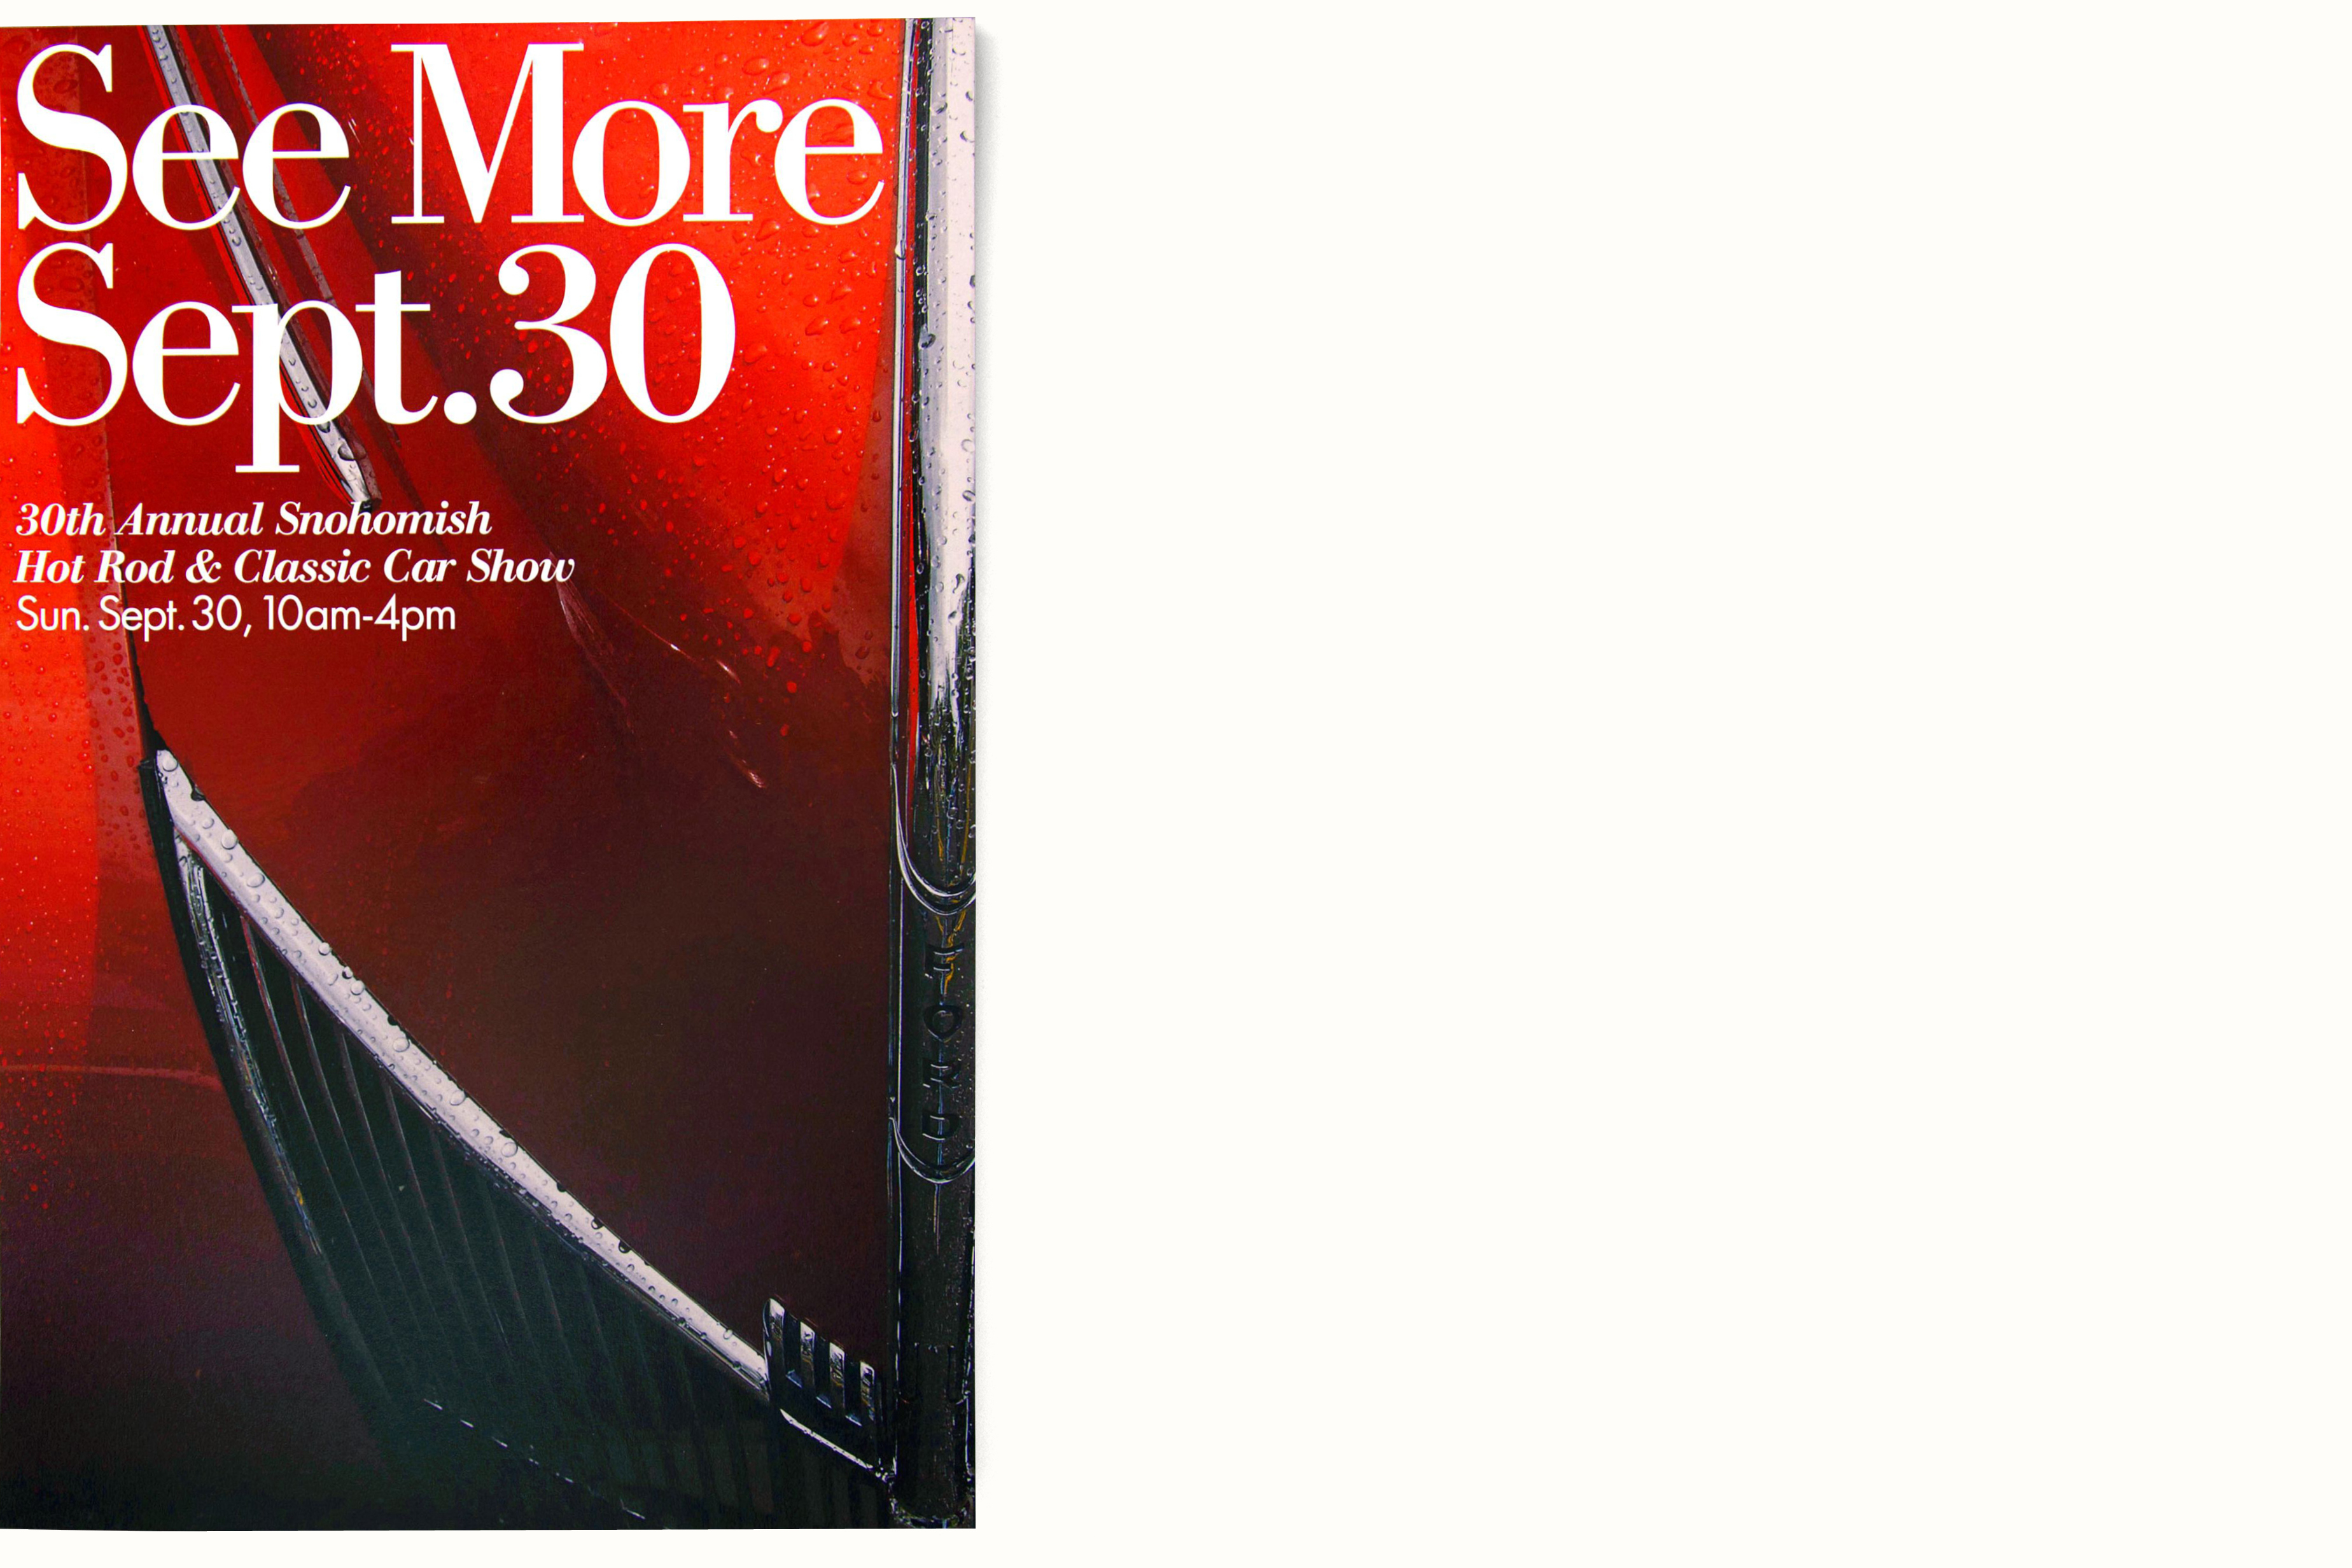 See More
Sept. 30
30th Annual Snohomish
Hot Rod & Classic Car Show
Sun. Sept. 30, 10am-4pm
FORD